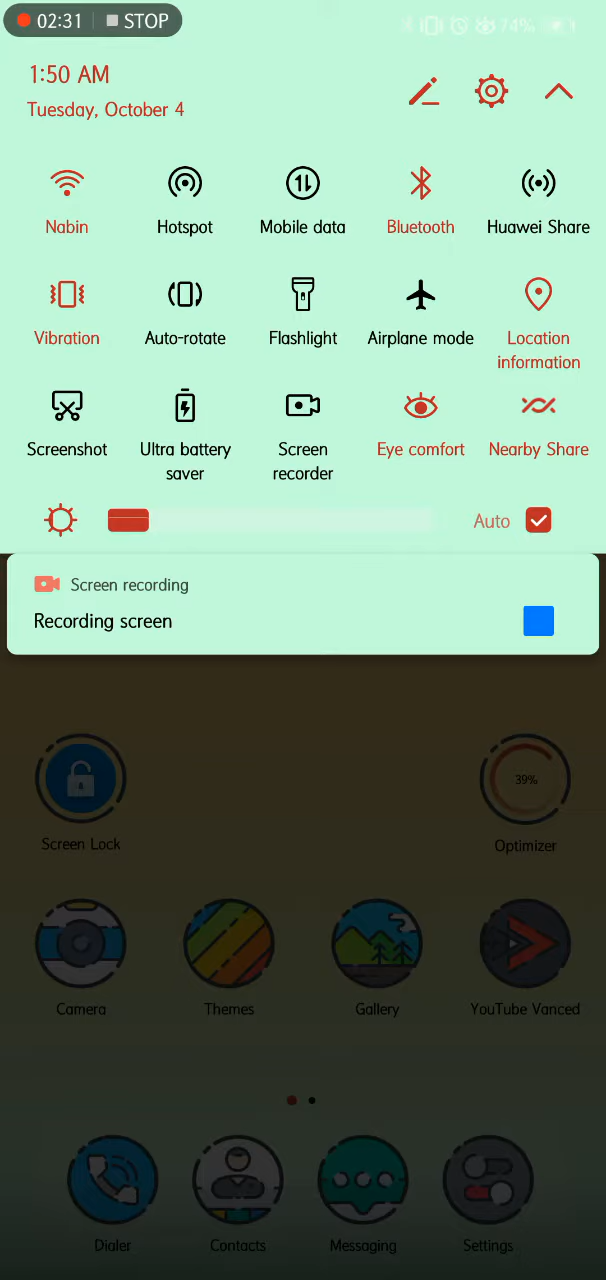 02:31 STOP
74%
1:50 AM
Tuesday, October 4
Nabin Hotspot Mobile data Bluetooth Huawei Share
Vibration Auto-rotate Flashlight Airplane mode Location
information
Screenshot Ultra battery Screen Eye comfort Nearby Share
saver recorder
Auto
Screen recording
Recording screen
39%
Screen Lock Optimizer
Camera Themes Gallery YouTube Vanced
Dialer Contacts Messaging Settings